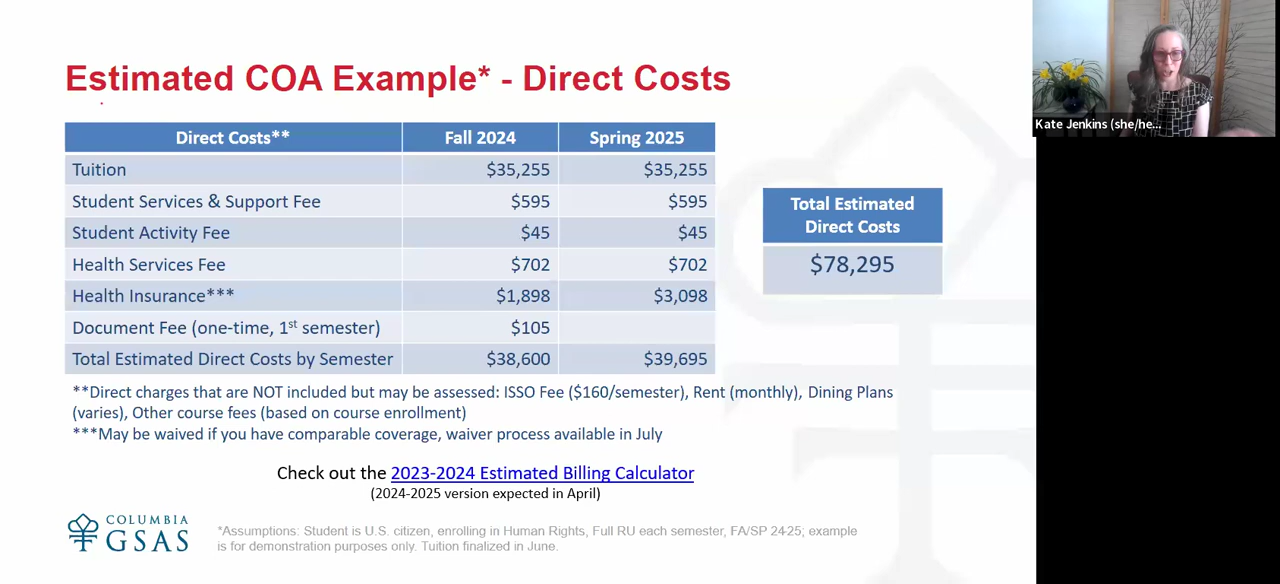 Estimated COA Example* - Direct Costs
Direct Costs** Fall 2024 Spring 2025
Tuition $35,255 $35,255
Student Services & Support Fee $595 $595
Student Activity Fee $45 $45
Health Services Fee $702 $702
Health Insurance*** $1,898 $3,098
Document Fee (one-time, 1st semester) $105
Total Estimated Direct Costs by Semester $38,600 $39,695
Total Estimated
Direct Costs
$78,295
**Direct charges that are NOT included but may be assessed: ISSO Fee ($160/semester), Rent (monthly), Dining Plans
(varies), Other course fees (based on course enrollment)
***May be waived if you have comparable coverage, waiver process available in July
Check out the 2023-2024 Estimated Billing Calculator
(2024-2025 version expected in April)
COLUMBIA
GSAS
*Assumptions: Student is U.S. citizen, enrolling in Human Rights, Full RU each semester, FA/SP 24-25; example
is for demonstration purposes only. Tuition finalized in June.
Kate Jenkins (she/he...